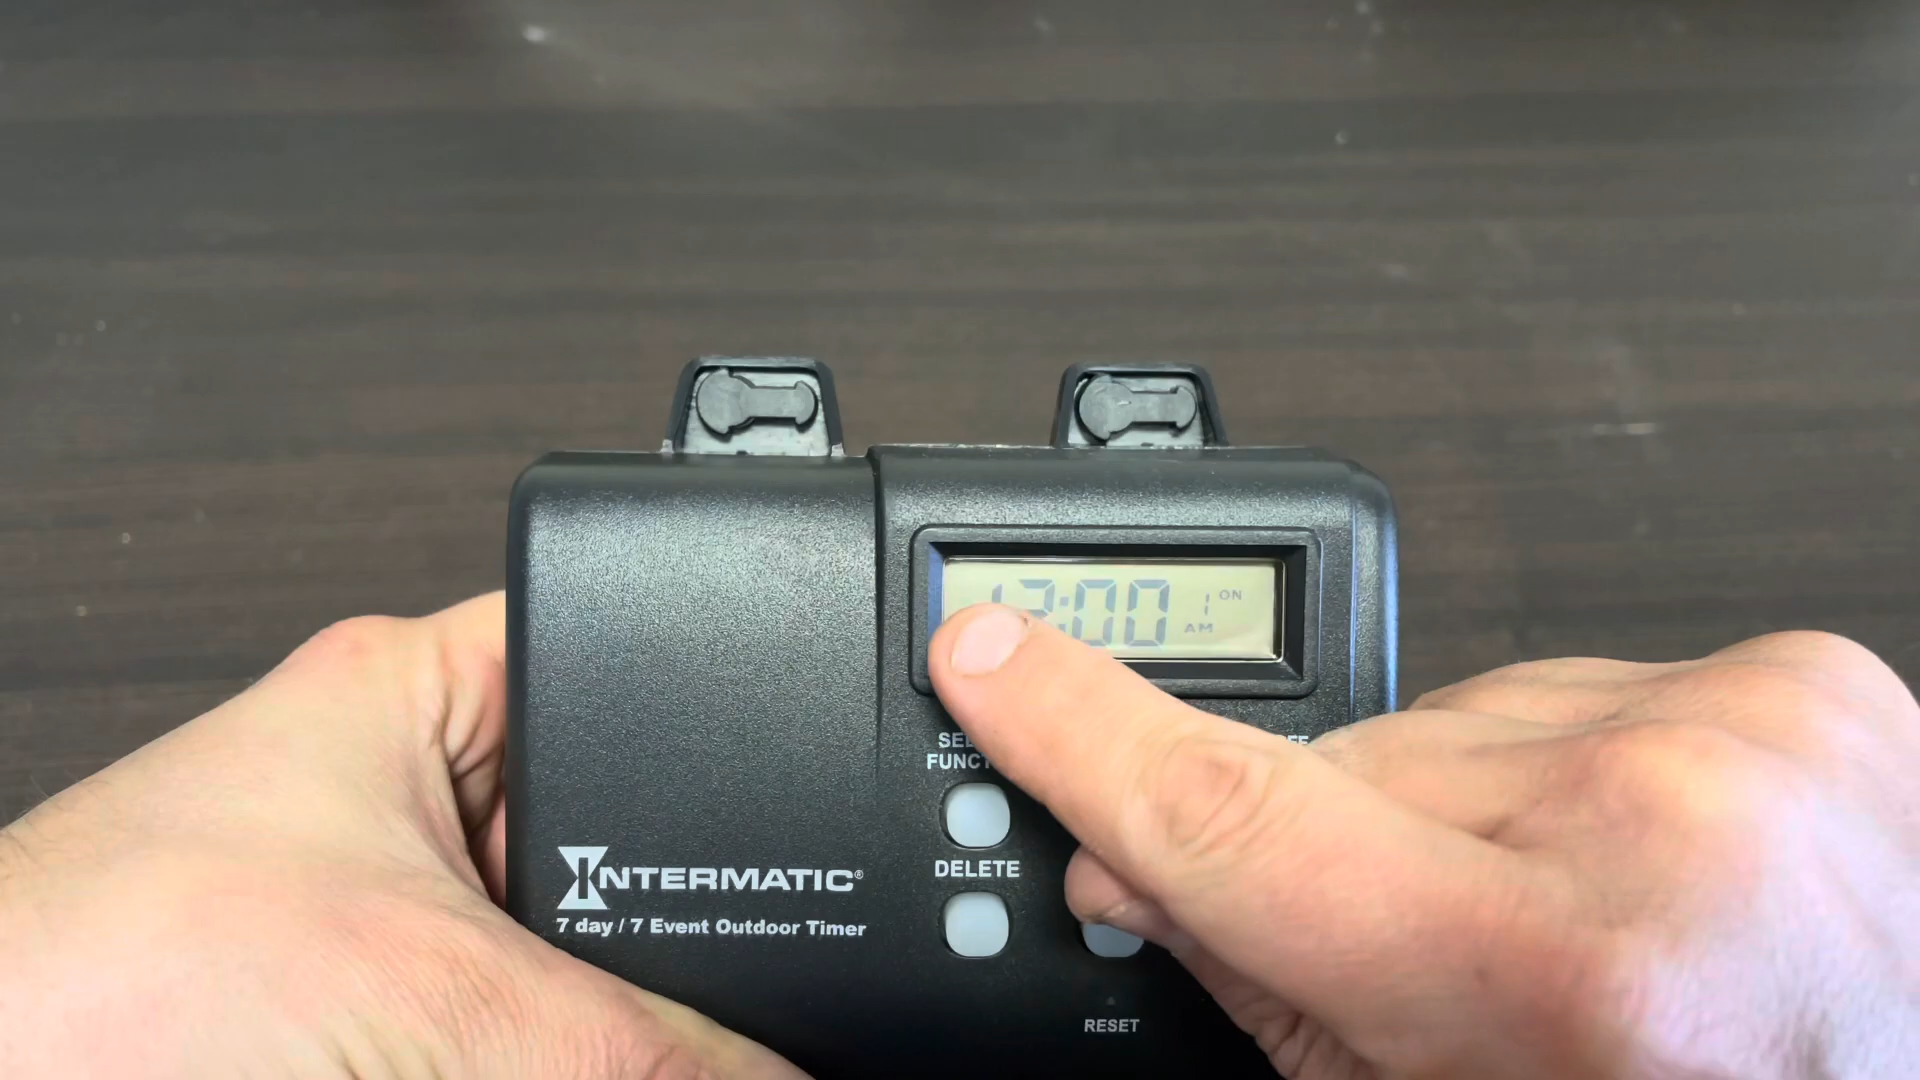 12:00 1 ON
AM
DELETE
INTERMATIC®
7 day / 7 Event Outdoor Timer
RESET